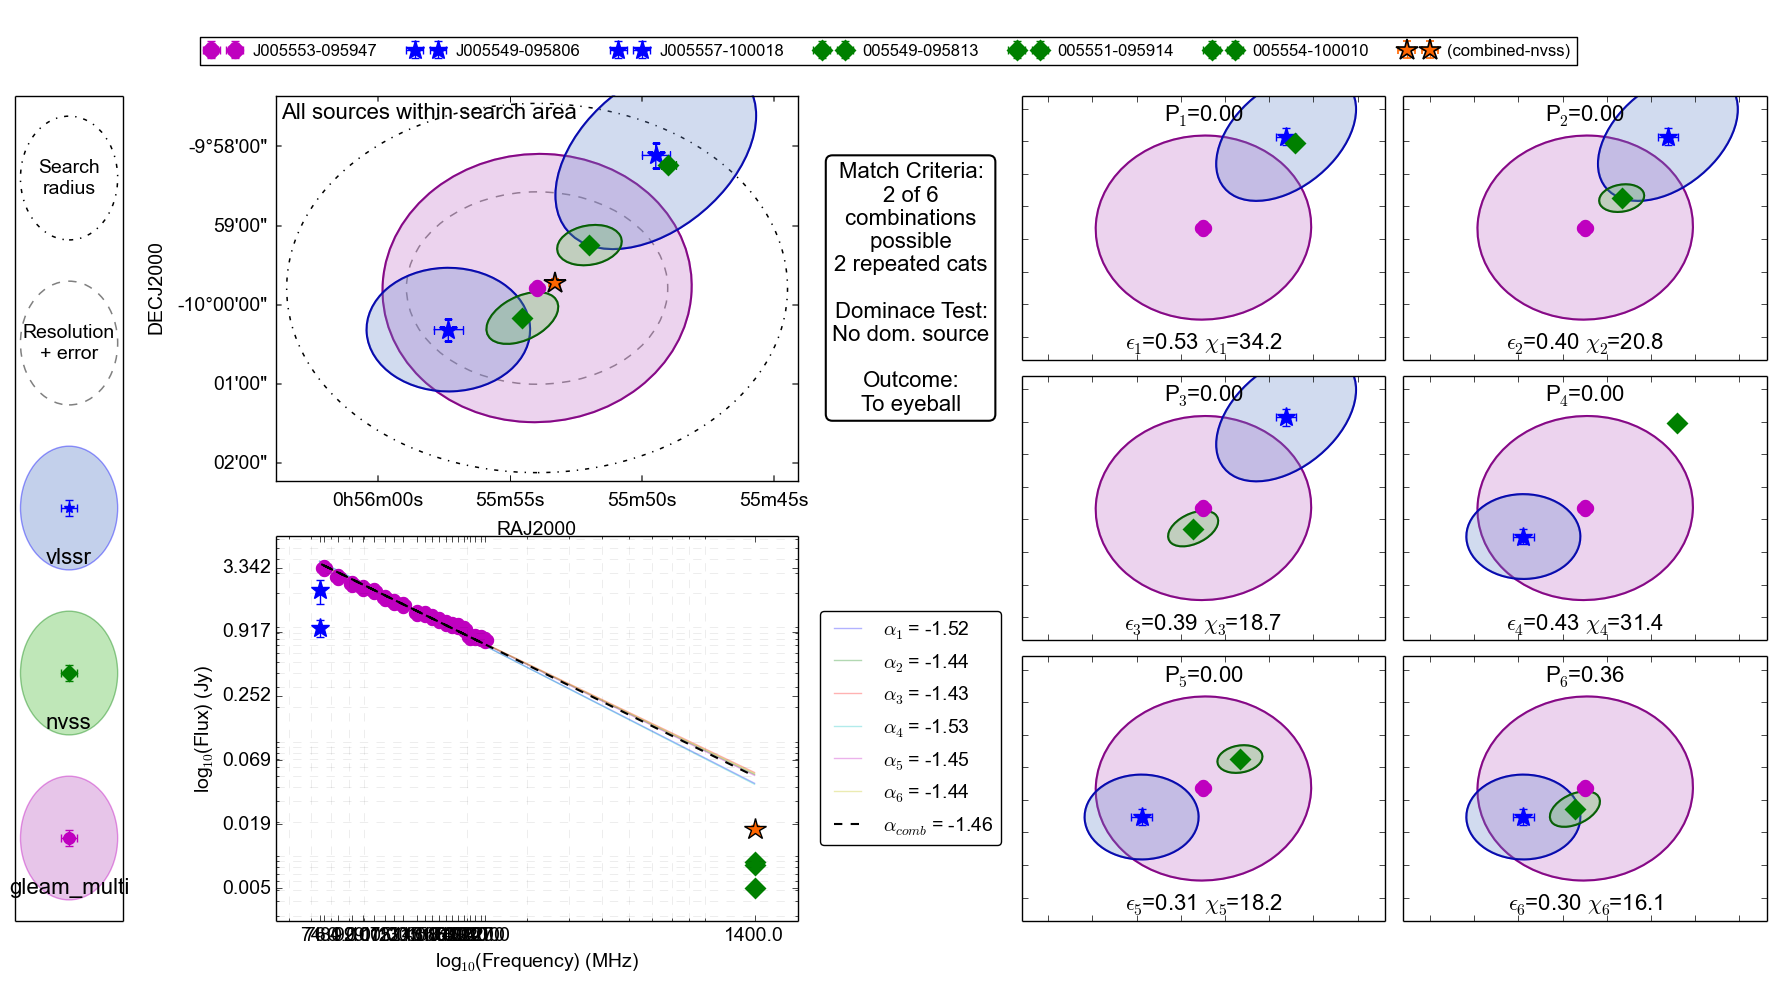 J005553-095947 J005549-095806 J005557-100018 005549-095813 005551-095914 005554-100010 (combined-nvss)
Search
radius
Resolution
+ error
vlssr
nvss
gleam_multi
All sources within search area
DECJ2000
-9°58'00"
59'00"
-10°00'00"
01'00"
02'00"
0h56m00s 55m55s 55m50s 55m45s
RAJ2000
Match Criteria:
2 of 6
combinations
possible
2 repeated cats
Dominace Test:
No dom. source
Outcome:
To eyeball
log₁₀(Flux) (Jy)
3.342
0.917
0.252
0.069
0.019
0.005
1400.0
log₁₀(Frequency) (MHz)
α₁ = -1.52
α₂ = -1.44
α₃ = -1.43
α₄ = -1.53
α₅ = -1.45
α₆ = -1.44
α_comb = -1.46
P₁=0.00
ϵ₁=0.53 χ₁=34.2
P₂=0.00
ϵ₂=0.40 χ₂=20.8
P₃=0.00
ϵ₃=0.39 χ₃=18.7
P₄=0.00
ϵ₄=0.43 χ₄=31.4
P₅=0.00
ϵ₅=0.31 χ₅=18.2
P₆=0.36
ϵ₆=0.30 χ₆=16.1